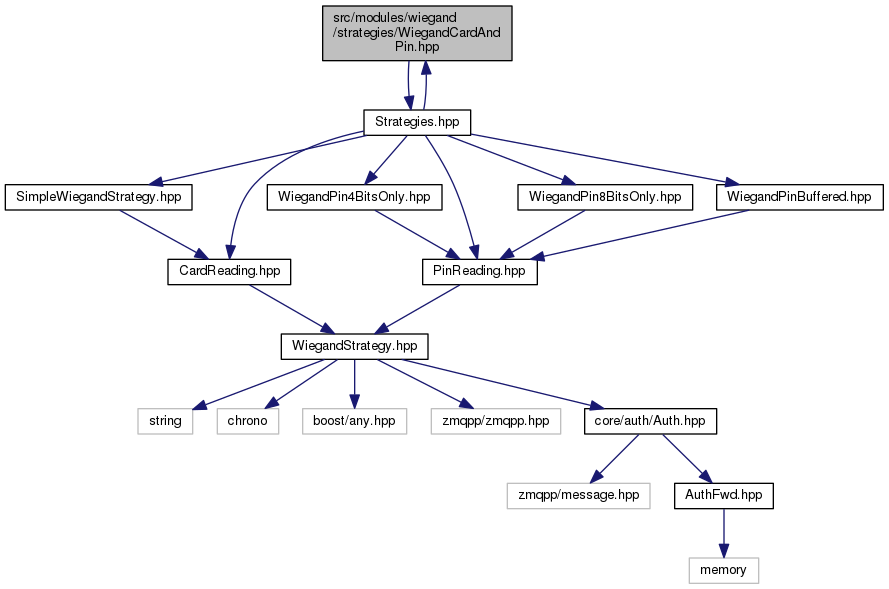 src/modules/wiegand
/strategies/WiegandCardAnd
Pin.hpp
Strategies.hpp
SimpleWiegandStrategy.hpp
WiegandPin4BitsOnly.hpp
WiegandPin8BitsOnly.hpp
WiegandPinBuffered.hpp
CardReading.hpp
PinReading.hpp
WiegandStrategy.hpp
string
chrono
boost/any.hpp
zmqpp/zmqpp.hpp
core/auth/Auth.hpp
zmqpp/message.hpp
AuthFwd.hpp
memory